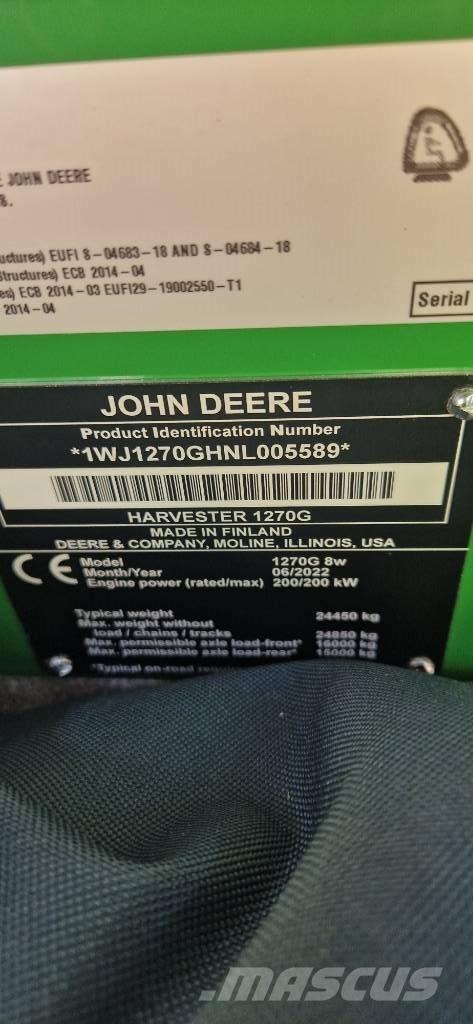 JOHN DEERE
8.
uctures) EUFI S-04683-18 AND S-04684-18
Structures) ECB 2014-04
es) ECB 2014-03 EUFI29-19002550-T1
2014-04
Serial
JOHN DEERE
Product Identification Number
*1WJ1270GHNL005589*
HARVESTER 1270G
MADE IN FINLAND
DEERE & COMPANY, MOLINE, ILLINOIS, USA
CE
Model 1270G 8w
Month/Year 06/2022
Engine power (rated/max) 200/200 kW
Typical weight 24450 kg
Max. weight without
load / chains / tracks 24850 kg
Max. permissible axle load-front* 16000 kg
Max. permissible axle load-rear* 15000 kg
*Typical on-road
MASCUS